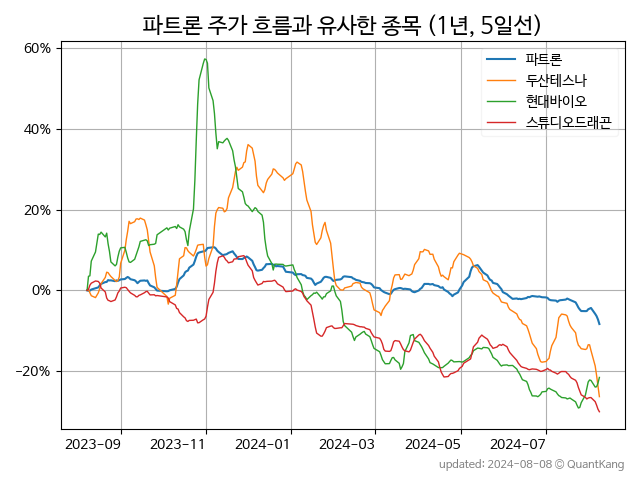 파트론 주가 흐름과 유사한 종목 (1년, 5일선)
60%
40%
20%
0%
−20%
파트론
두산테스나
현대바이오
스튜디오드래곤
2023-09 2023-11 2024-01 2024-03 2024-05 2024-07
updated: 2024-08-08 © QuantKang